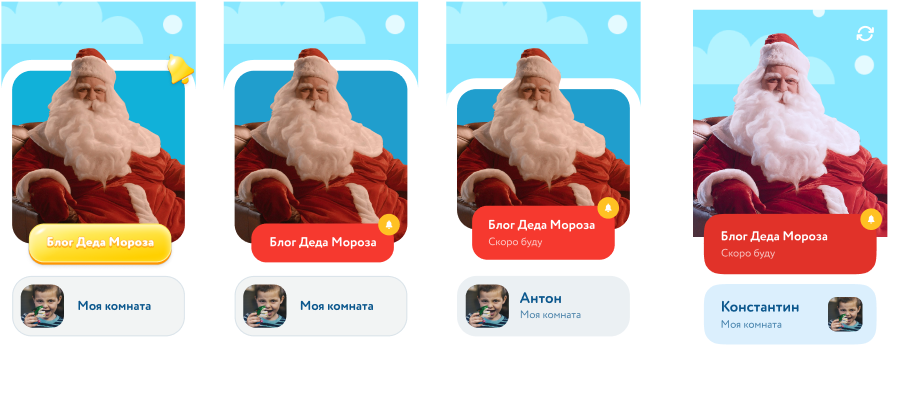 Блог Деда Мороза
Моя комната
Блог Деда Мороза
Моя комната
Блог Деда Мороза
Скоро буду
Антон
Моя комната
Блог Деда Мороза
Скоро буду
Константин
Моя комната